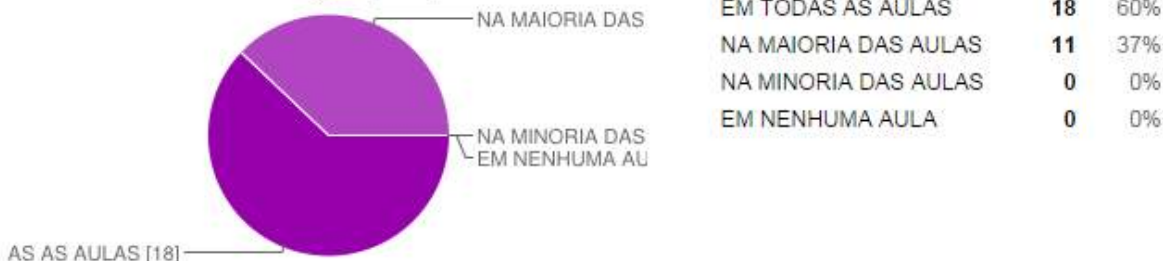 NA MAIORIA DAS
NA MINORIA DAS
EM NENHUMA AU
AS AS AULAS [18]
EM TODAS AS AULAS 18 60%
NA MAIORIA DAS AULAS 11 37%
NA MINORIA DAS AULAS 0 0%
EM NENHUMA AULA 0 0%